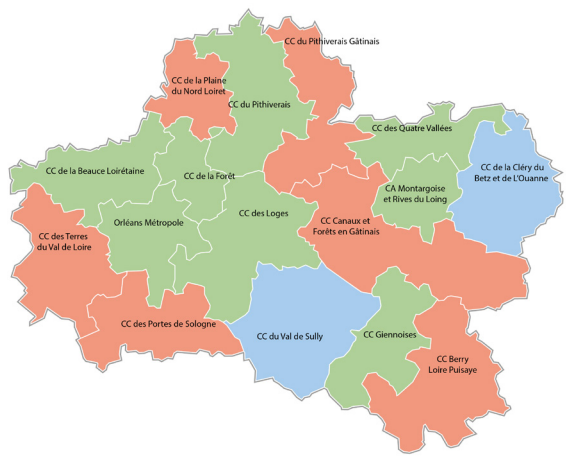 CC du Pithiverais Gâtinais
CC de la Plaine
du Nord Loiret
CC du Pithiverais
CC des Quatre Vallées
CC de la Beauce Loirétaine
CC de la Forêt
CC de la Cléry du
Betz et de L'Ouanne
CA Montargoise
et Rives du Loing
Orléans Métropole
CC des Loges
CC Canaux et
Forêts en Gâtinais
CC des Terres
du Val de Loire
CC des Portes de Sologne
CC du Val de Sully
CC Giennoises
CC Berry
Loire Puisaye